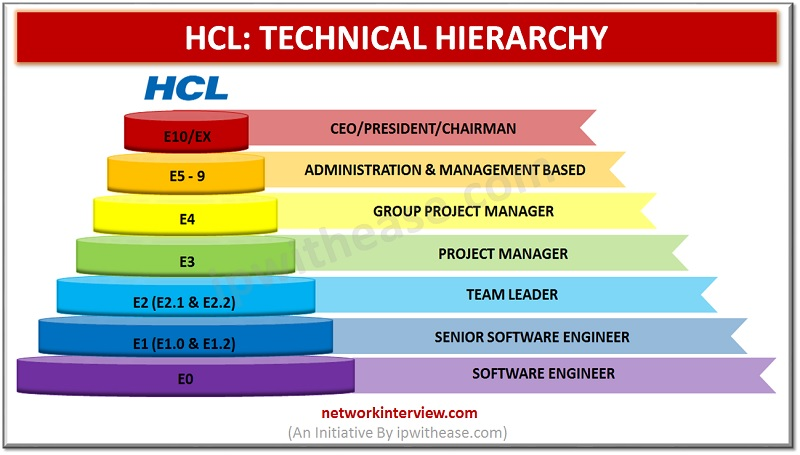 HCL: TECHNICAL HIERARCHY
HCL
E10/EX CEO/PRESIDENT/CHAIRMAN
E5 - 9 ADMINISTRATION & MANAGEMENT BASED
E4 GROUP PROJECT MANAGER
E3 PROJECT MANAGER
E2 (E2.1 & E2.2) TEAM LEADER
E1 (E1.0 & E1.2) SENIOR SOFTWARE ENGINEER
E0 SOFTWARE ENGINEER
ipwithease.com
networkinterview.com
(An Initiative By ipwithease.com)